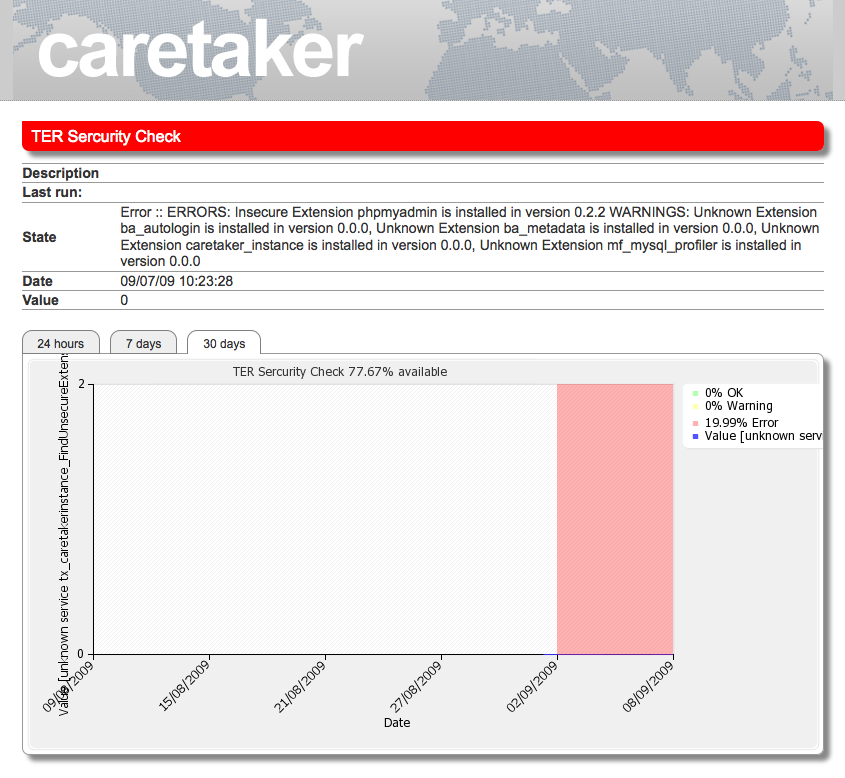 caretaker
TER Sercurity Check
Description
Last run:
State
Error :: ERRORS: Insecure Extension phpmyadmin is installed in version 0.2.2 WARNINGS: Unknown Extension
ba_autologin is installed in version 0.0.0, Unknown Extension ba_metadata is installed in version 0.0.0, Unknown
Extension caretaker_instance is installed in version 0.0.0, Unknown Extension mf_mysql_profiler is installed in
version 0.0.0
Date 09/07/09 10:23:28
Value 0
24 hours 7 days 30 days
TER Sercurity Check 77.67% available
Value [unknown service tx_caretakerinstance_FindUnsecureExtens
2
0
0% OK
0% Warning
19.99% Error
Value [unknown serv
15/08/2009 21/08/2009 27/08/2009 02/09/2009 08/09/2009
Date